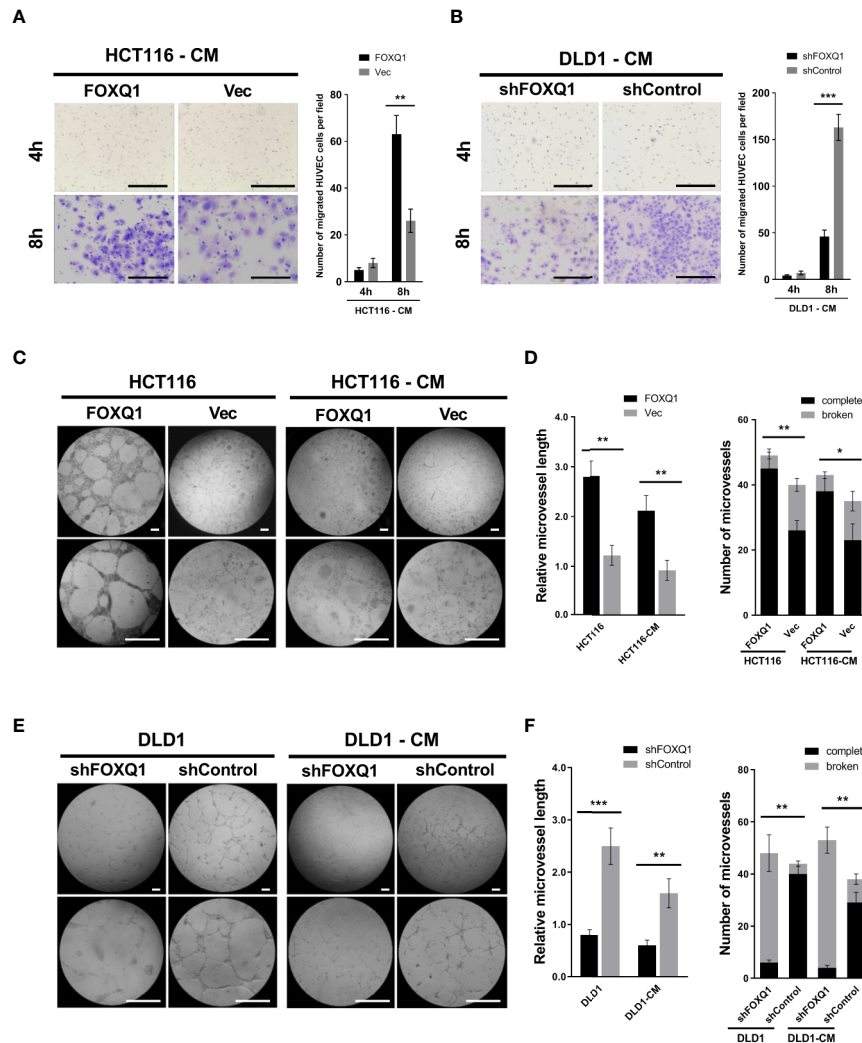 A
HCT116 - CM
FOXQ1 Vec
4h
8h
FOXQ1
Vec
Number of migrated HUVEC cells per field
80
60
40
20
0
**
4h 8h
HCT116 - CM
B
DLD1 - CM
shFOXQ1 shControl
4h
8h
shFOXQ1
shControl
Number of migrated HUVEC cells per field
200
150
100
50
0
***
4h 8h
DLD1 - CM
C
HCT116 HCT116 - CM
FOXQ1 Vec FOXQ1 Vec
D
FOXQ1
Vec
Relative microvessel length
4.0
3.0
2.0
1.0
0.0
**
**
HCT116 HCT116-CM
complet
broken
Number of microvessels
60
40
20
0
**
*
FOXQ1 Vec FOXQ1 Vec
HCT116 HCT116-CM
E
DLD1 DLD1 - CM
shFOXQ1 shControl shFOXQ1 shControl
F
shFOXQ1
shControl
Relative microvessel length
4.0
3.0
2.0
1.0
0.0
***
**
DLD1 DLD1-CM
complet
broken
Number of microvessels
80
60
40
20
0
**
**
shFOXQ1 shControl shFOXQ1 shControl
DLD1 DLD1-CM